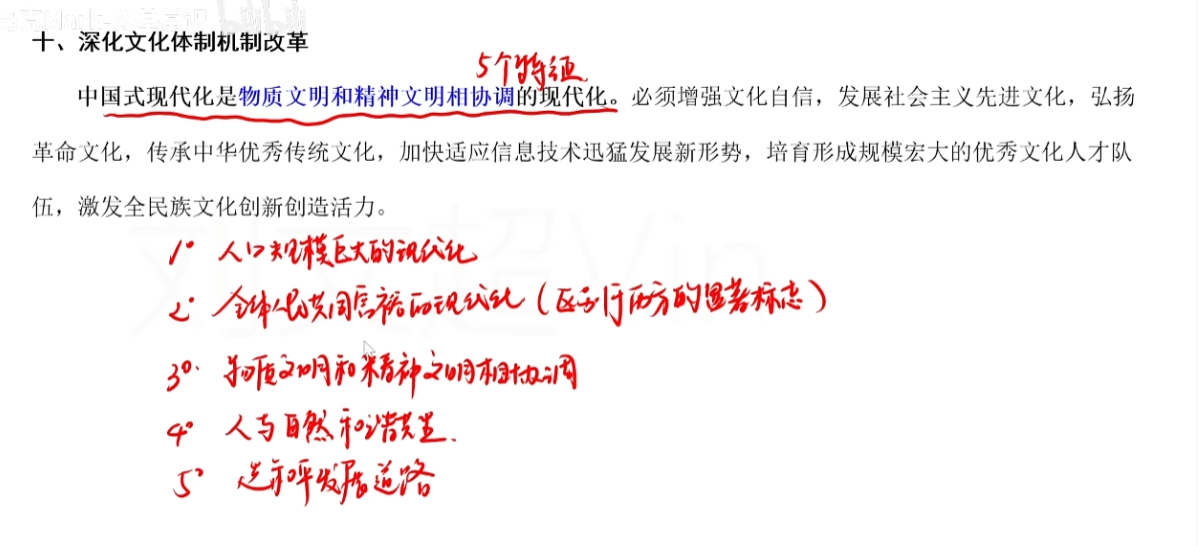 十、深化文化体制机制改革
5个特征
中国式现代化是物质文明和精神文明相协调的现代化。必须增强文化自信，发展社会主义先进文化，弘扬
革命文化，传承中华优秀传统文化，加快适应信息技术迅猛发展新形势，培育形成规模宏大的优秀文化人才队
伍，激发全民族文化创新创造活力。
1° 人口规模巨大的现代化
2° 全体人民共同富裕的现代化（区别于西方的显著标志）
3° 物质文明和精神文明相协调
4° 人与自然和谐共生.
5° 走和平发展道路